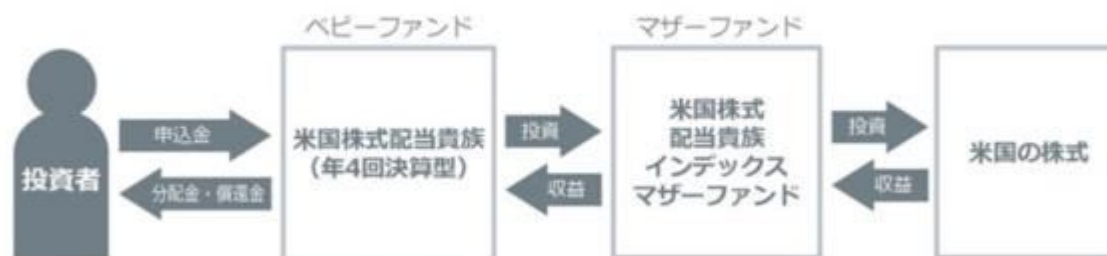 ベビーファンド
マザーファンド
投資者
申込金
分配金・償還金
米国株式配当貴族
（年4回決算型）
投資
収益
米国株式
配当貴族
インデックス
マザーファンド
投資
収益
米国の株式